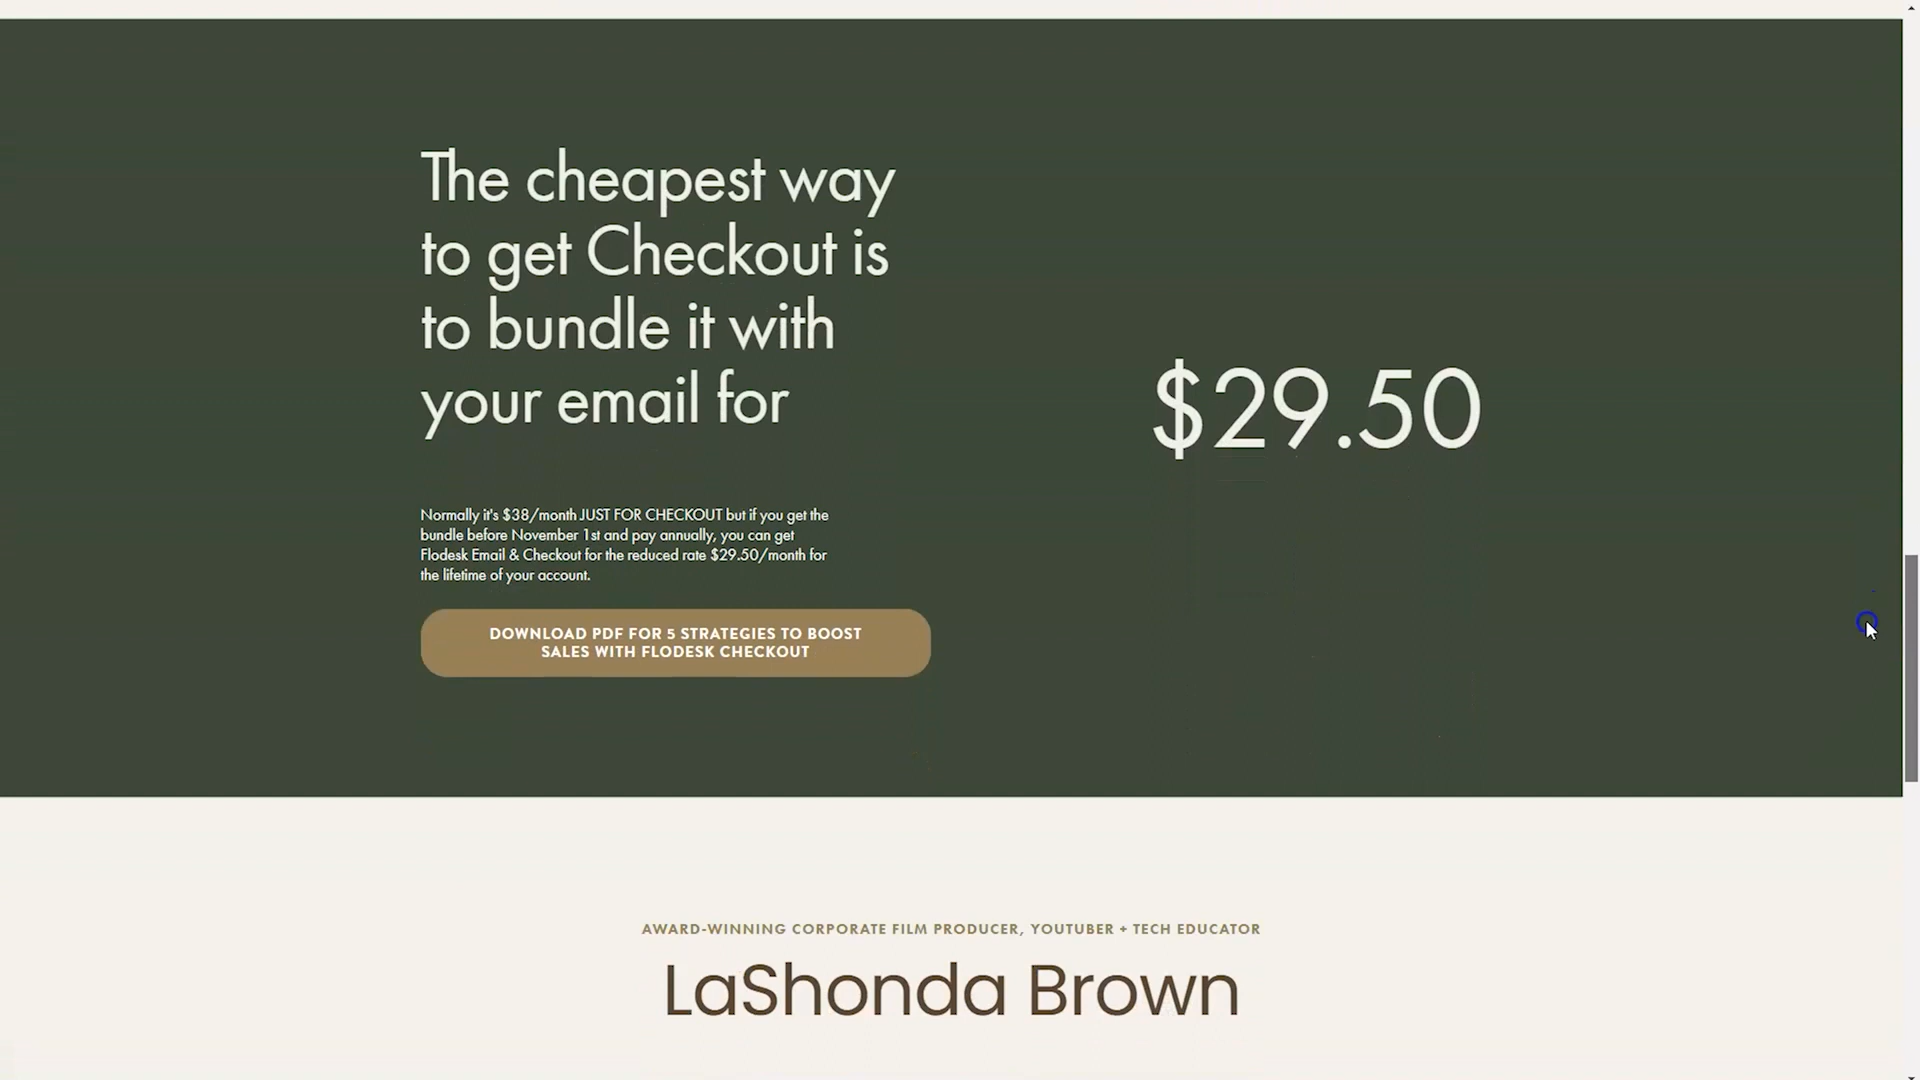 The cheapest way
to get Checkout is
to bundle it with
your email for
$29.50
Normally it's $38/month JUST FOR CHECKOUT but if you get the
bundle before November 1st and pay annually, you can get
Flodesk Email & Checkout for the reduced rate $29.50/month for
the lifetime of your account.
DOWNLOAD PDF FOR 5 STRATEGIES TO BOOST
SALES WITH FLODESK CHECKOUT
AWARD-WINNING CORPORATE FILM PRODUCER, YOUTUBER + TECH EDUCATOR
LaShonda Brown